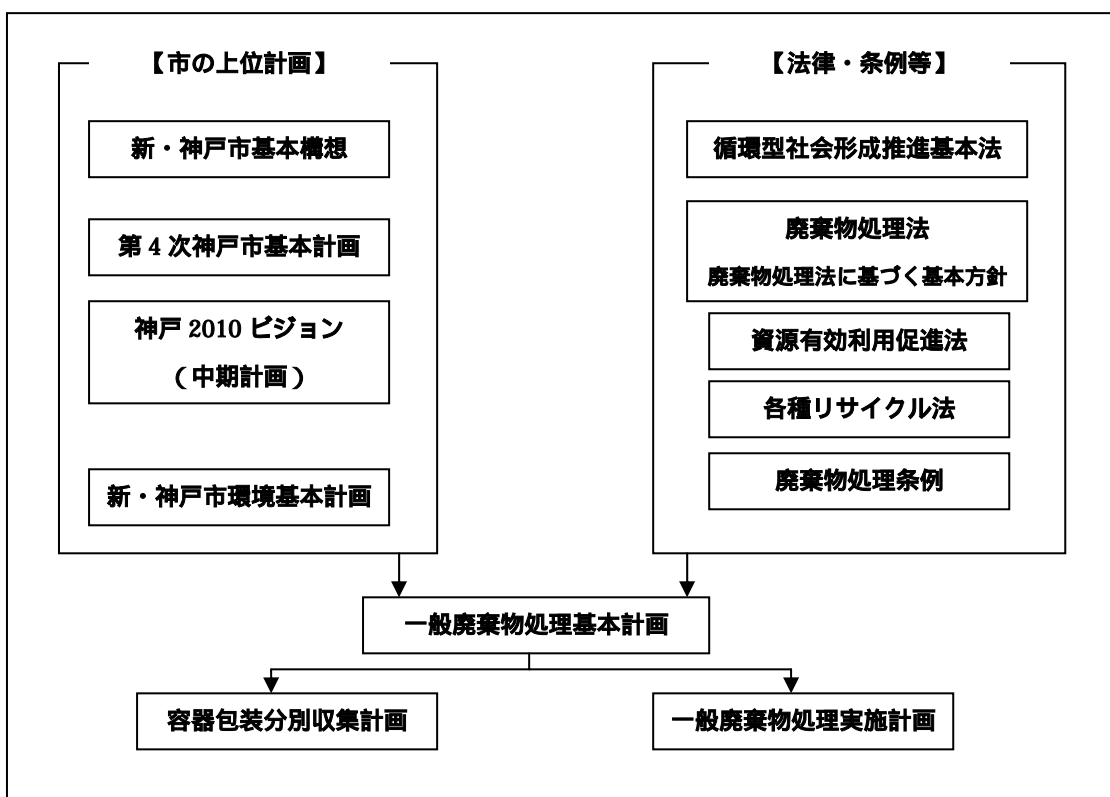 【市の上位計画】
新・神戸市基本構想
第4次神戸市基本計画
神戸2010ビジョン
(中期計画)
新・神戸市環境基本計画
【法律・条例等】
循環型社会形成推進基本法
廃棄物処理法
廃棄物処理法に基づく基本方針
資源有効利用促進法
各種リサイクル法
廃棄物処理条例
一般廃棄物処理基本計画
容器包装分別収集計画
一般廃棄物処理実施計画